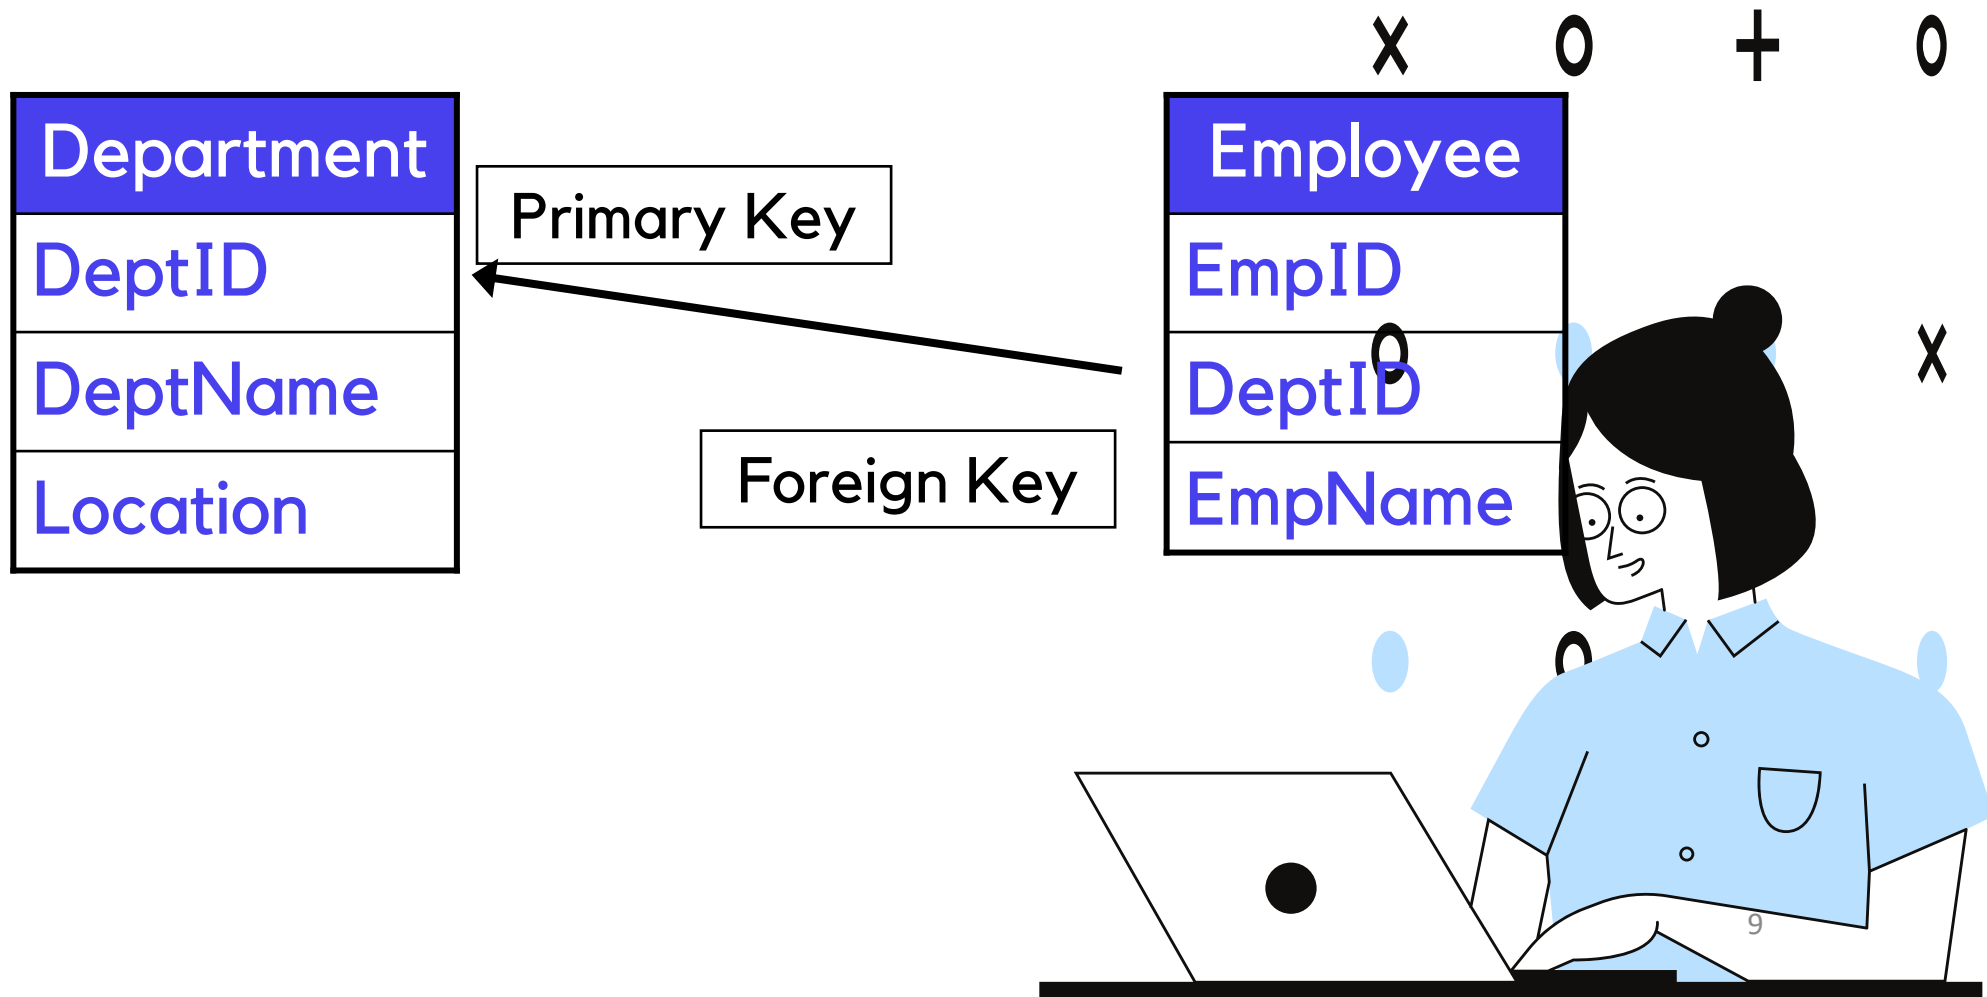 Department
DeptID
DeptName
Location
Primary Key
Foreign Key
Employee
EmpID
DeptID
EmpName
9